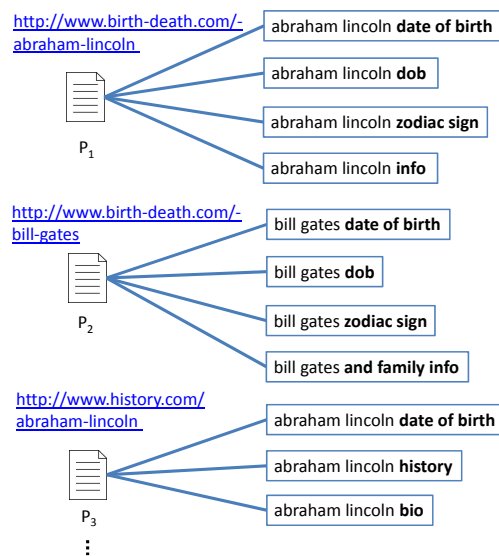 http://www.birth-death.com/-
abraham-lincoln
P1
abraham lincoln date of birth
abraham lincoln dob
abraham lincoln zodiac sign
abraham lincoln info
http://www.birth-death.com/-
bill-gates
P2
bill gates date of birth
bill gates dob
bill gates zodiac sign
bill gates and family info
http://www.history.com/
abraham-lincoln
P3
abraham lincoln date of birth
abraham lincoln history
abraham lincoln bio
⋮